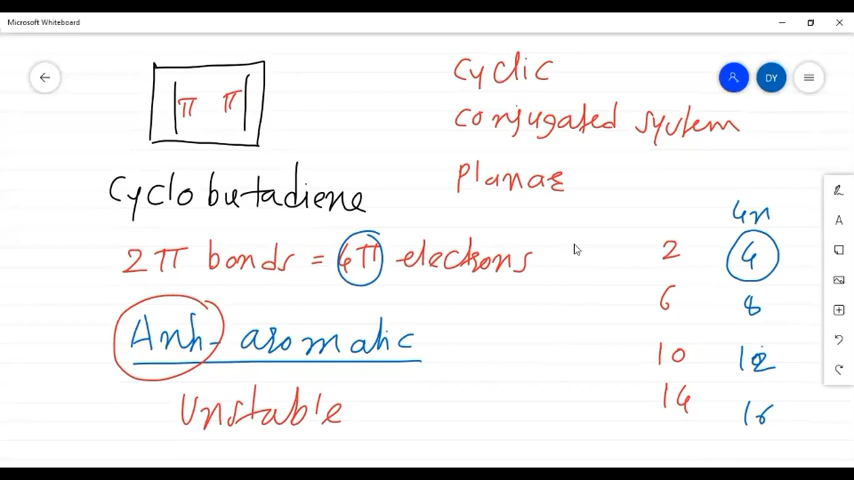 Microsoft Whiteboard
DY
π π
cyclic
conjugated system
planar
cyclobutadiene
2π bonds = 4π electrons
Anti-aromatic
Unstable
4n
2 4
6 8
10 12
14 16